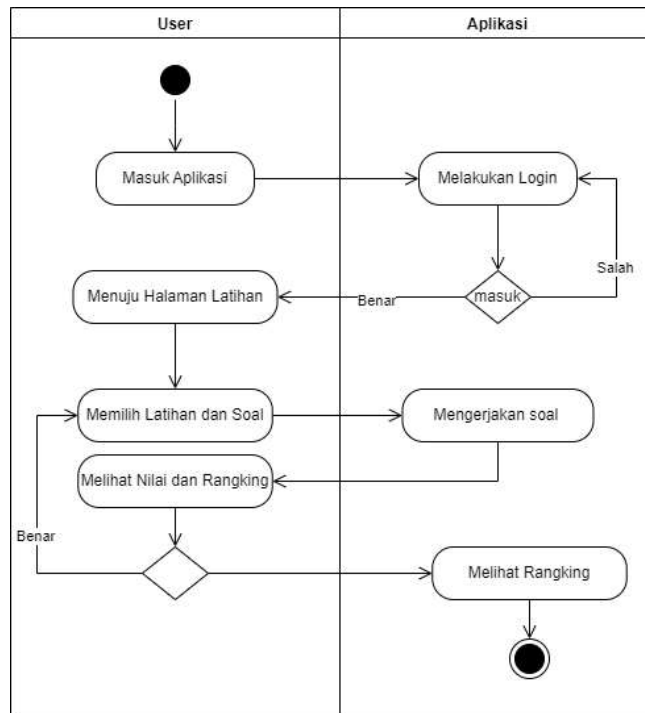 User
Aplikasi
Masuk Aplikasi
Melakukan Login
Salah
Menuju Halaman Latihan
Benar
masuk
Memilih Latihan dan Soal
Mengerjakan soal
Melihat Nilai dan Rangking
Benar
Melihat Rangking